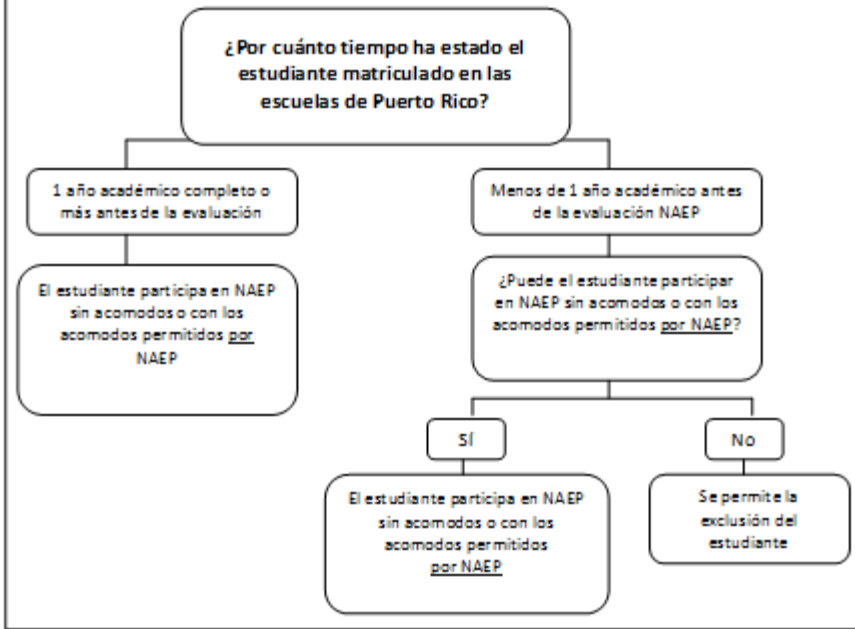 ¿Por cuánto tiempo ha estado el
estudiante matriculado en las
escuelas de Puerto Rico?
1 año académico completo o
más antes de la evaluación
Menos de 1 año académico antes
de la evaluación NAEP
El estudiante participa en NAEP
sin acomodos o con los
acomodos permitidos por
NAEP
¿Puede el estudiante participar
en NAEP sin acomodos o con los
acomodos permitidos por NAEP?
Sí
No
El estudiante participa en NAEP
sin acomodos o con los
acomodos permitidos
por NAEP
Se permite la
exclusión del
estudiante